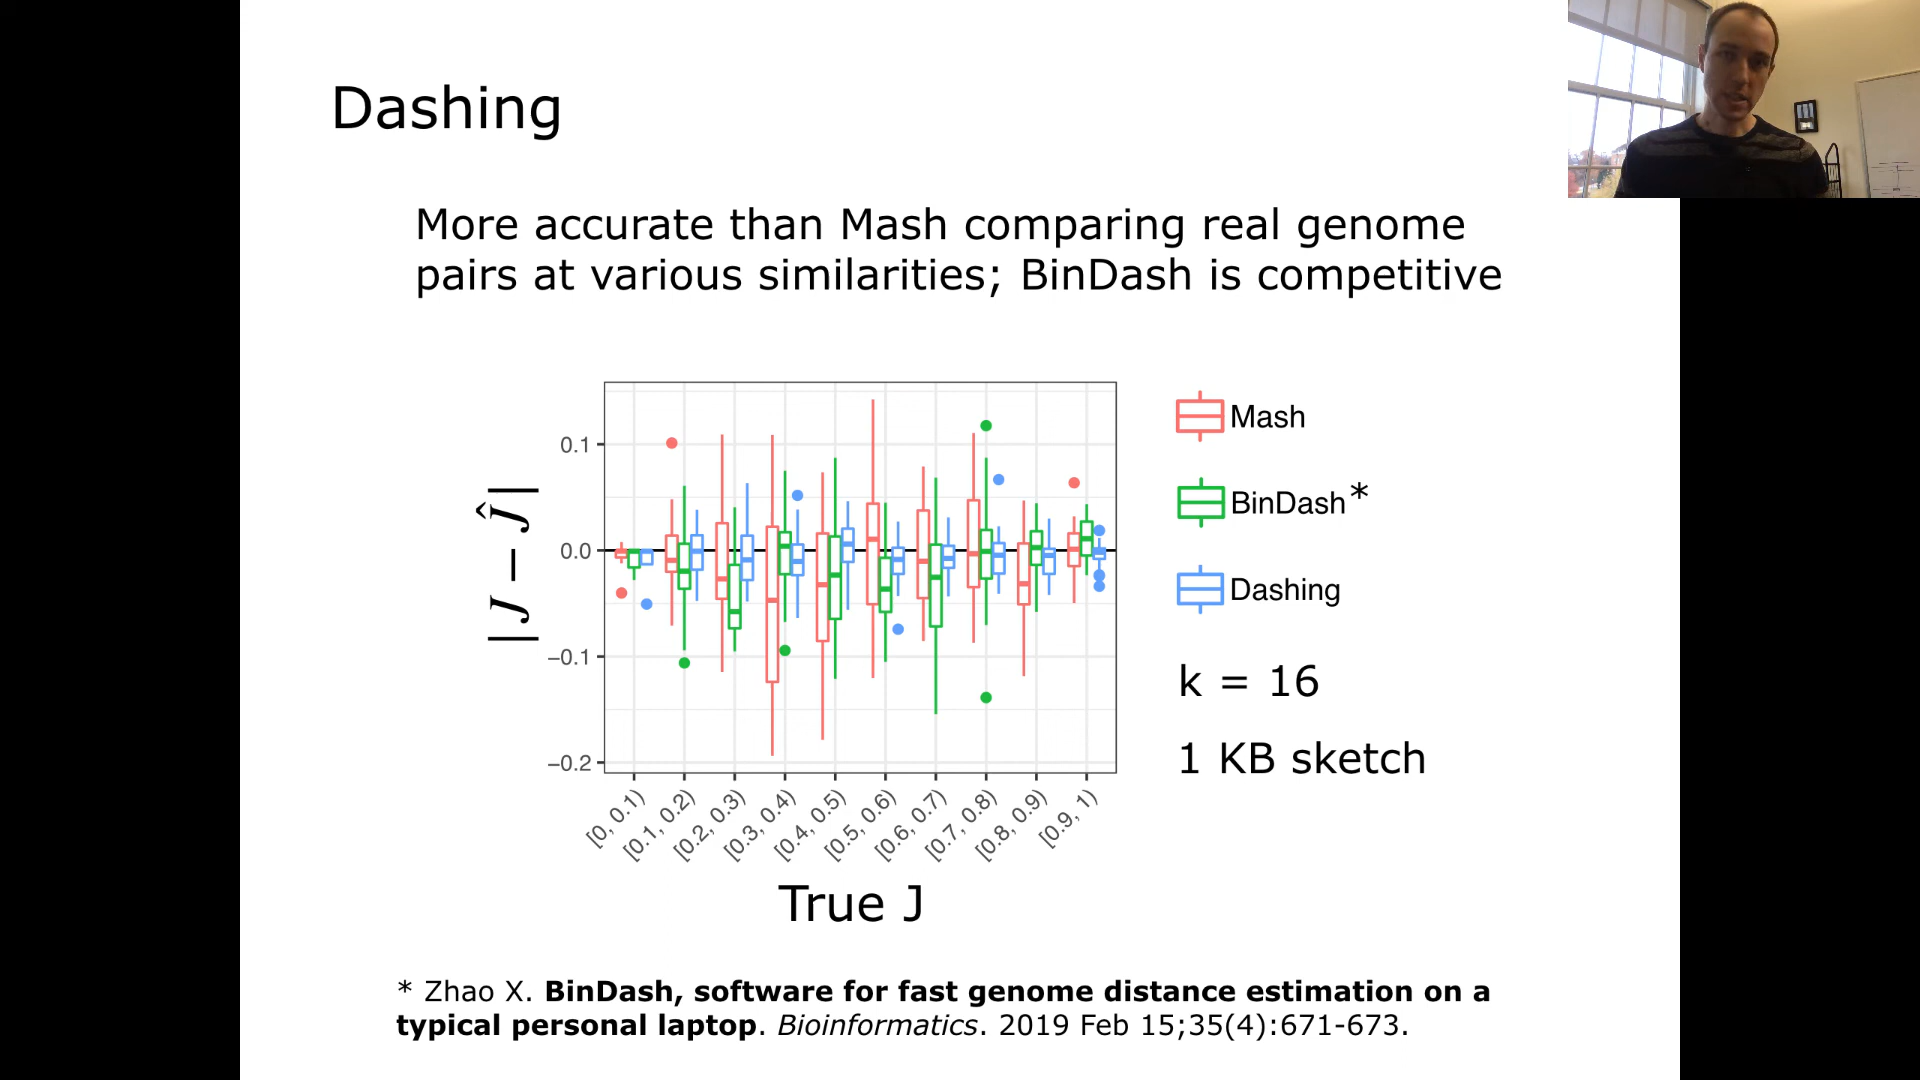 Dashing
More accurate than Mash comparing real genome
pairs at various similarities; BinDash is competitive
|J − Ĵ|
0.1
0.0
−0.1
−0.2
[0, 0.1)
[0.1, 0.2)
[0.2, 0.3)
[0.3, 0.4)
[0.4, 0.5)
[0.5, 0.6)
[0.6, 0.7)
[0.7, 0.8)
[0.8, 0.9)
[0.9, 1)
True J
Mash
BinDash*
Dashing
k = 16
1 KB sketch
* Zhao X. BinDash, software for fast genome distance estimation on a
typical personal laptop. Bioinformatics. 2019 Feb 15;35(4):671-673.